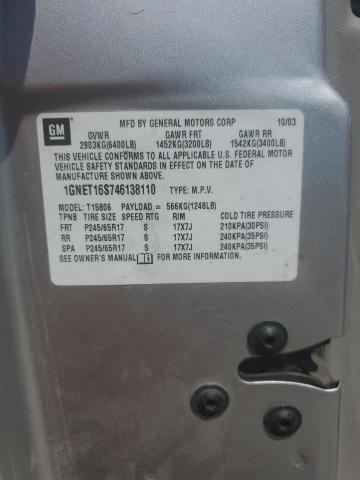 GM
MFD BY GENERAL MOTORS CORP 10/03
GVWR GAWR FRT GAWR RR
2903KG(6400LB) 1452KG(3200LB) 1542KG(3400LB)
THIS VEHICLE CONFORMS TO ALL APPLICABLE U.S. FEDERAL MOTOR
VEHICLE SAFETY STANDARDS IN EFFECT ON THE DATE OF
MANUFACTURE SHOWN ABOVE.
1GNET16S746138110 TYPE: M.P.V.
MODEL: T15806 PAYLOAD = 566KG(1248LB)
TPNB TIRE SIZE SPEED RTG RIM COLD TIRE PRESSURE
FRT P245/65R17 S 17X7J 210KPA(30PSI)
RR P245/65R17 S 17X7J 240KPA(35PSI)
SPA P245/65R17 S 17X7J 240KPA(35PSI)
SEE OWNER'S MANUAL i FOR MORE INFORMATION.